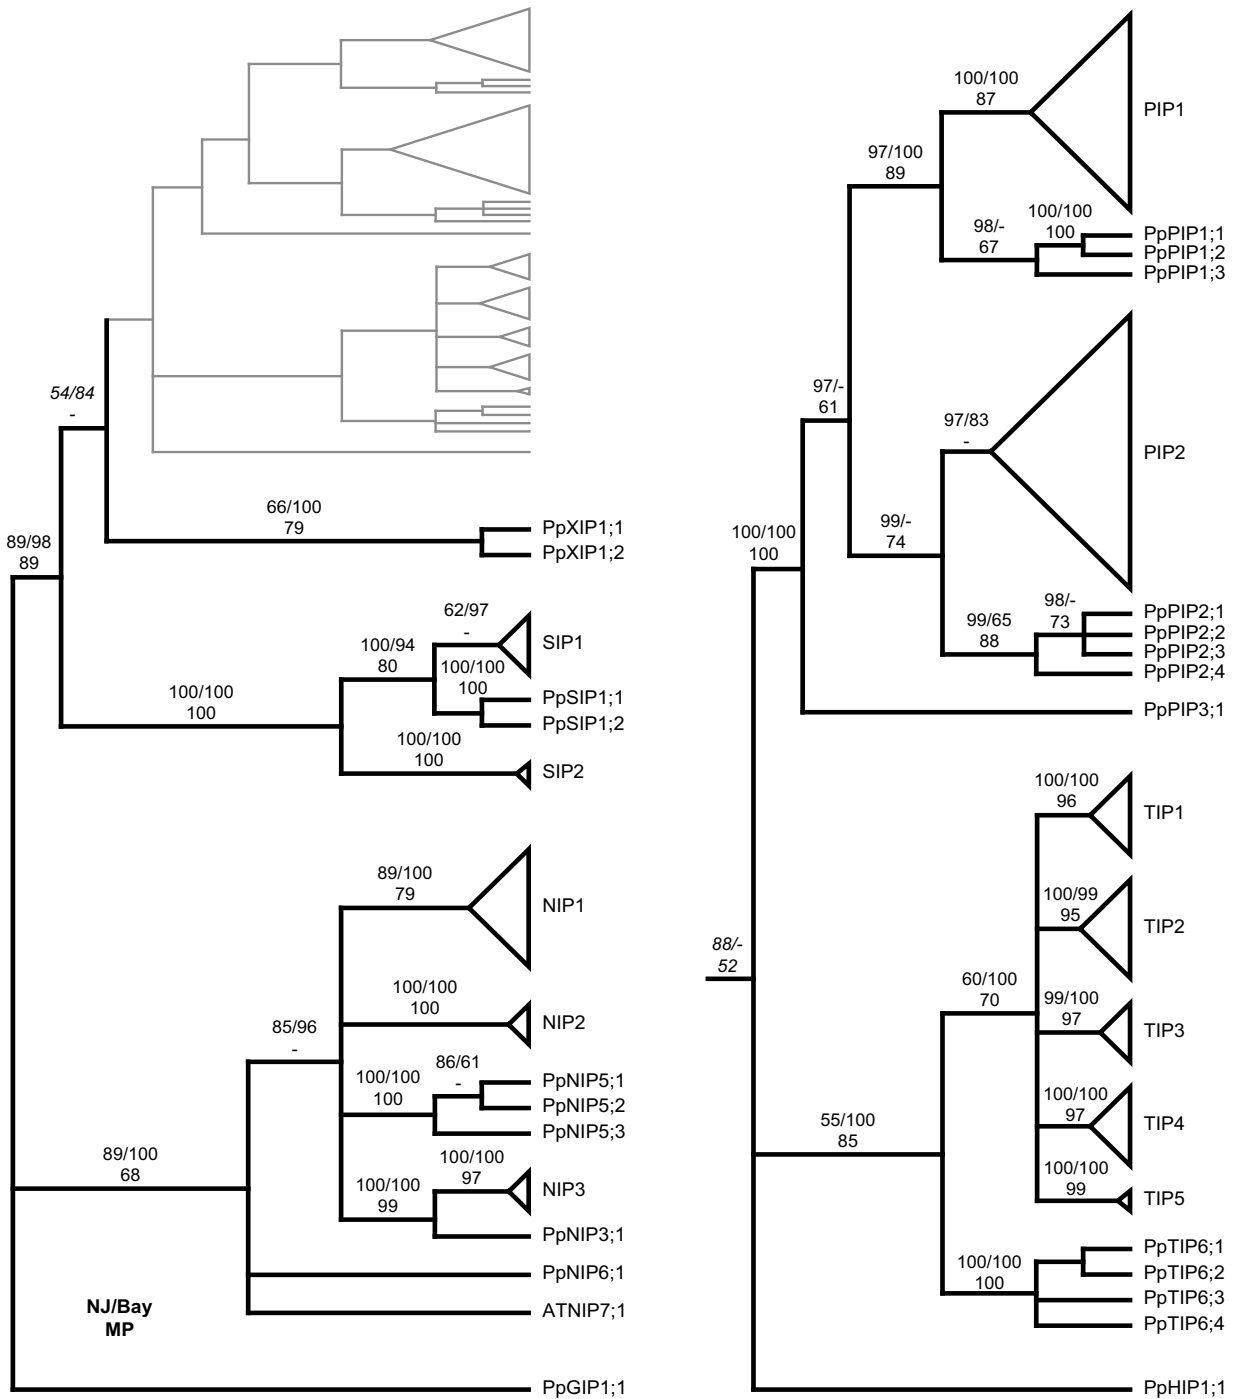 54/84
-
66/100
79
PpXIP1;1
PpXIP1;2
89/98
89
62/97
-
SIP1
100/94
80
100/100
100
PpSIP1;1
PpSIP1;2
100/100
100
100/100
100
SIP2
89/100
79
NIP1
100/100
100
NIP2
85/96
-
86/61
-
PpNIP5;1
PpNIP5;2
PpNIP5;3
100/100
100
89/100
68
100/100
97
NIP3
100/100
99
PpNIP3;1
PpNIP6;1
ATNIP7;1
NJ/Bay
MP
PpGIP1;1
100/100
87
PIP1
97/100
89
98/-
67
100/100
100
PpPIP1;1
PpPIP1;2
PpPIP1;3
97/-
61
97/83
-
PIP2
99/-
74
100/100
100
99/65
88
98/-
73
PpPIP2;1
PpPIP2;2
PpPIP2;3
PpPIP2;4
PpPIP3;1
100/100
96
TIP1
100/99
95
TIP2
88/-
52
60/100
70
99/100
97
TIP3
100/100
97
TIP4
55/100
85
100/100
99
TIP5
100/100
100
PpTIP6;1
PpTIP6;2
PpTIP6;3
PpTIP6;4
PpHIP1;1